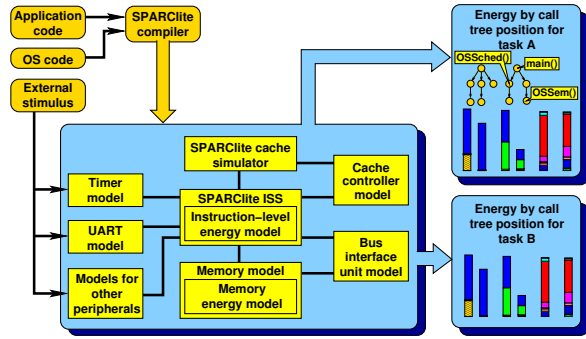 Application
code
OS code
External
stimulus
SPARClite
compiler
SPARClite cache
simulator
Timer
model
UART
model
Models for
other
peripherals
SPARClite ISS
Instruction−level
energy model
Memory model
Memory
energy model
Cache
controller
model
Bus
interface
unit model
Energy by call
tree position for
task A
OSSched()
main()
OSSem()
Energy by call
tree position for
task B